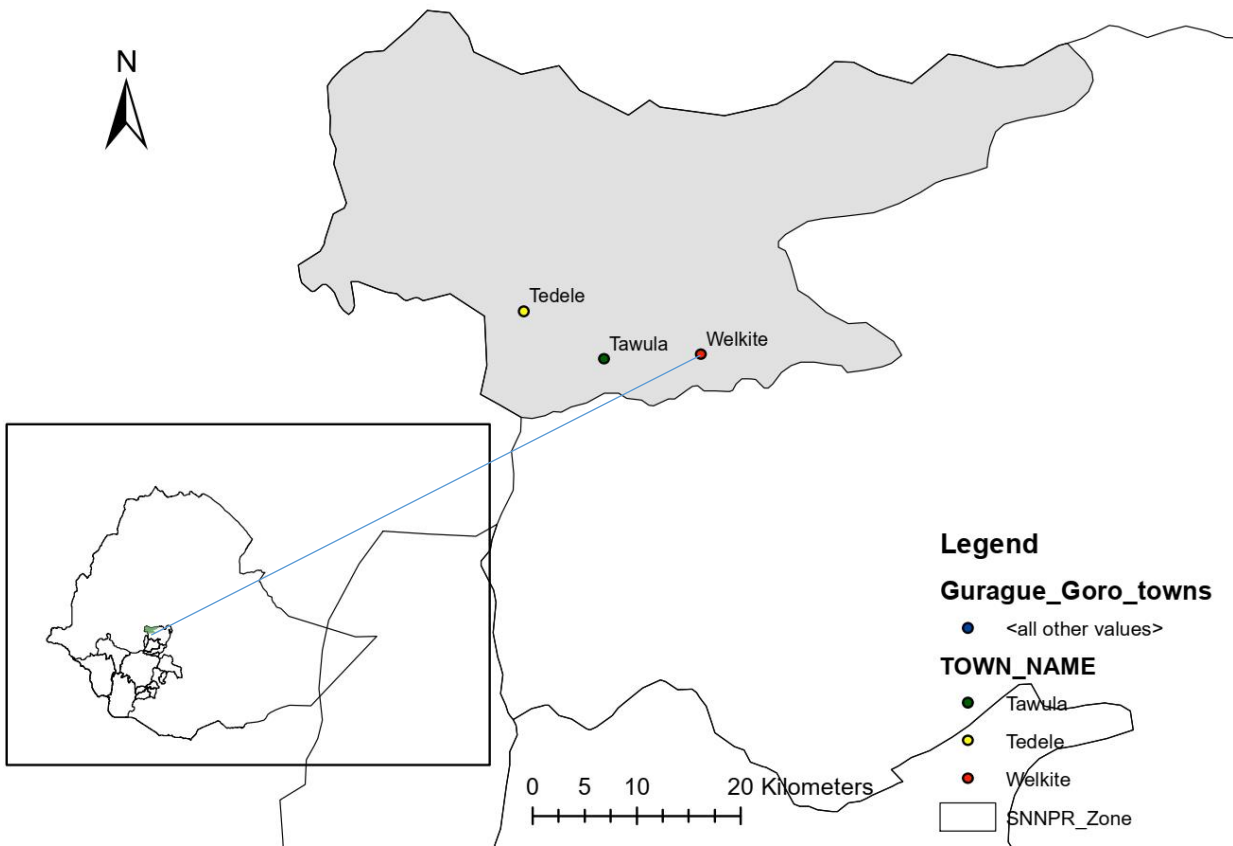 N
Tedele
Tawula
Welkite
Legend
Gurague_Goro_towns
<all other values>
TOWN_NAME
Tawula
Tedele
Welkite
SNNPR_Zone
0 5 10 20 Kilometers